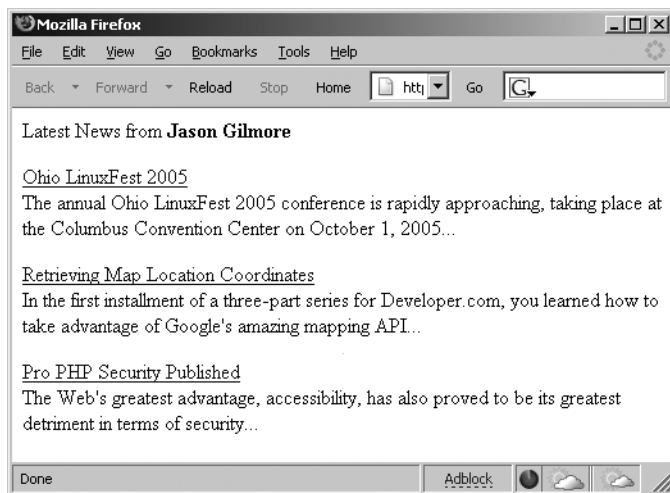 Mozilla Firefox
File Edit View Go Bookmarks Tools Help
Back Forward Reload Stop Home http Go G
Latest News from Jason Gilmore
Ohio LinuxFest 2005
The annual Ohio LinuxFest 2005 conference is rapidly approaching, taking place at
the Columbus Convention Center on October 1, 2005...
Retrieving Map Location Coordinates
In the first installment of a three-part series for Developer.com, you learned how to
take advantage of Google's amazing mapping API...
Pro PHP Security Published
The Web's greatest advantage, accessibility, has also proved to be its greatest
detriment in terms of security...
Done Adblock